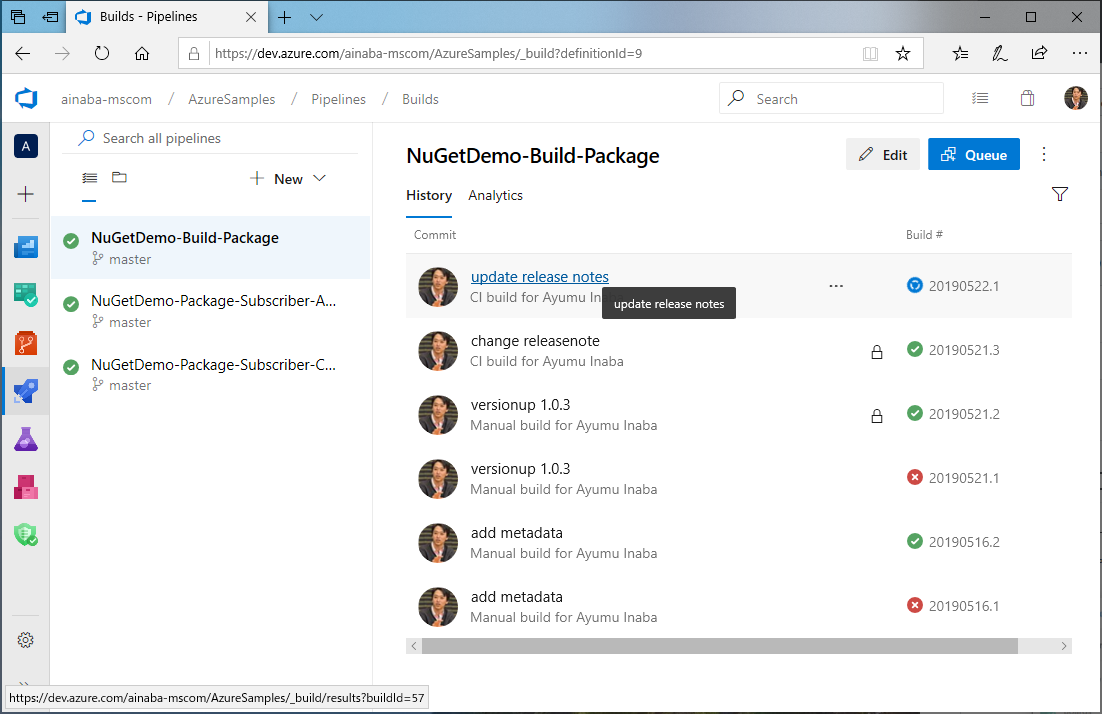 Builds - Pipelines
https://dev.azure.com/ainaba-mscom/AzureSamples/_build?definitionId=9
ainaba-mscom / AzureSamples / Pipelines / Builds
Search
A
Search all pipelines
New
NuGetDemo-Build-Package
master
NuGetDemo-Package-Subscriber-A...
master
NuGetDemo-Package-Subscriber-C...
master
NuGetDemo-Build-Package
Edit
Queue
History
Analytics
Commit
Build #
update release notes
CI build for Ayumu In
update release notes
20190522.1
change releasenote
CI build for Ayumu Inaba
20190521.3
versionup 1.0.3
Manual build for Ayumu Inaba
20190521.2
versionup 1.0.3
Manual build for Ayumu Inaba
20190521.1
add metadata
Manual build for Ayumu Inaba
20190516.2
add metadata
Manual build for Ayumu Inaba
20190516.1
https://dev.azure.com/ainaba-mscom/AzureSamples/_build/results?buildId=57